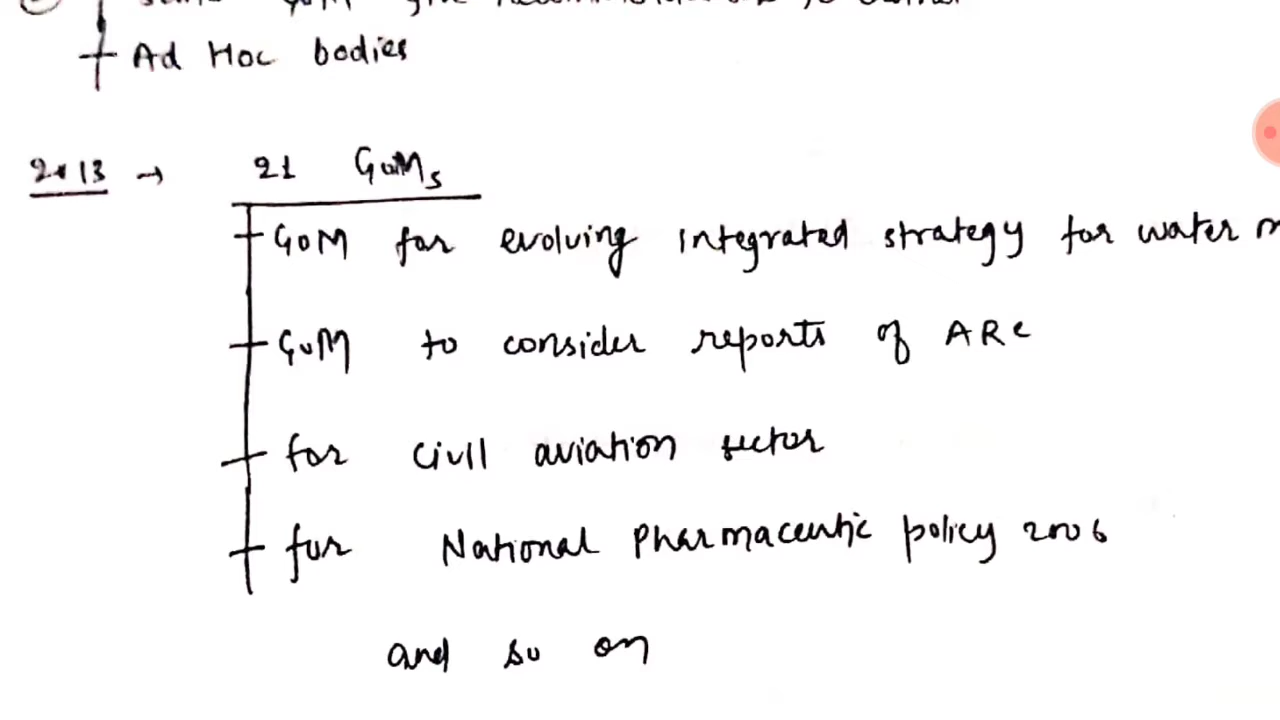 Ad Hoc bodies
2013 → 21 GoMs
GoM for evolving integrated strategy for water
GoM to consider reports of ARC
for civil aviation sector
for National Pharmaceutic policy 2006
and so on